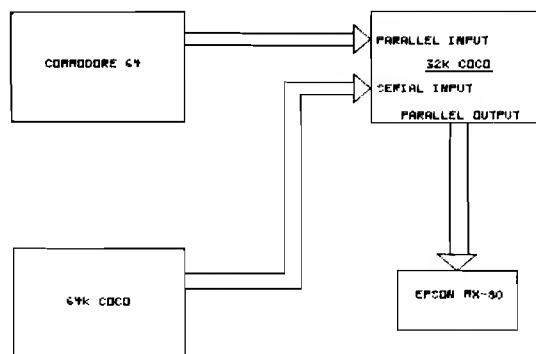 COMMODORE 64
PARALLEL INPUT
32K COCO
SERIAL INPUT
PARALLEL OUTPUT
64K COCO
EPSON MX-80